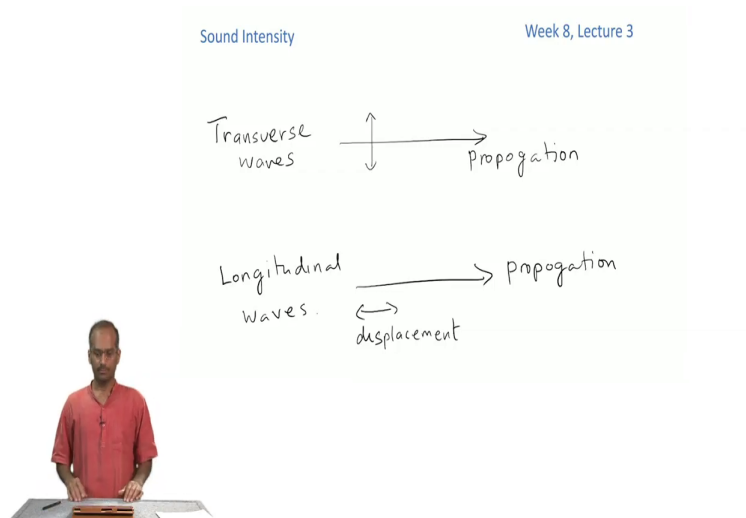 Sound Intensity
Week 8, Lecture 3
Transverse
waves
propogation
Longitudinal
waves.
propogation
displacement